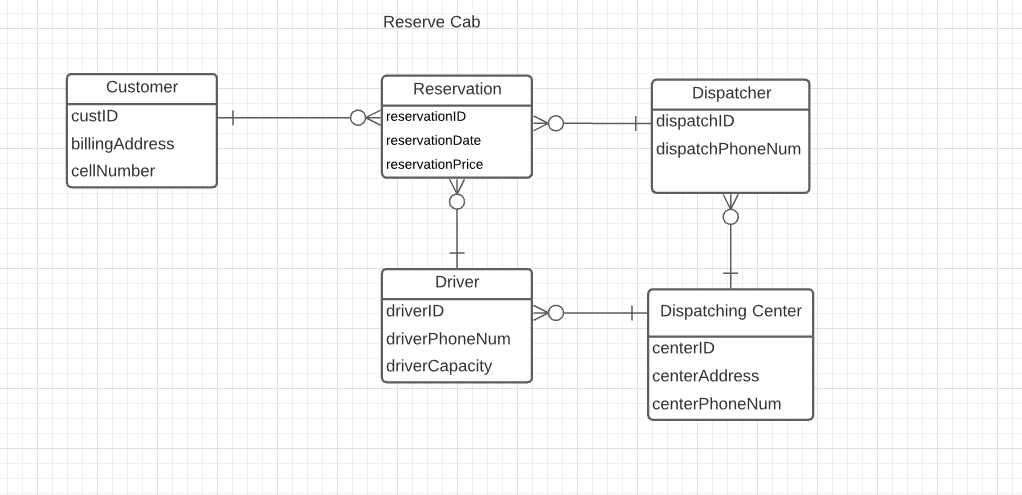 Reserve Cab
Customer
custID
billingAddress
cellNumber
Reservation
reservationID
reservationDate
reservationPrice
Dispatcher
dispatchID
dispatchPhoneNum
Driver
driverID
driverPhoneNum
driverCapacity
Dispatching Center
centerID
centerAddress
centerPhoneNum